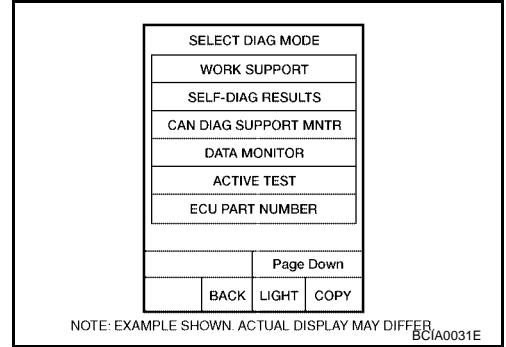 SELECT DIAG MODE
WORK SUPPORT
SELF-DIAG RESULTS
CAN DIAG SUPPORT MNTR
DATA MONITOR
ACTIVE TEST
ECU PART NUMBER
Page Down
BACK LIGHT COPY
NOTE: EXAMPLE SHOWN. ACTUAL DISPLAY MAY DIFFER.
BCIA0031E